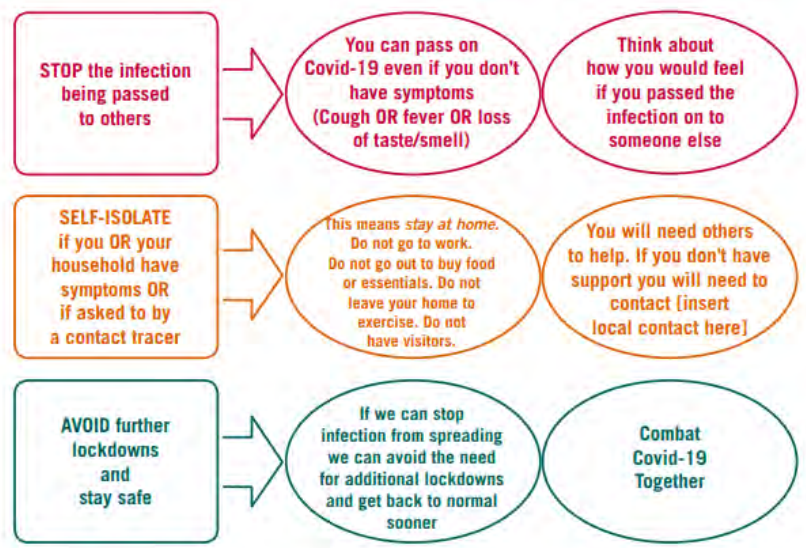 STOP the infection
being passed
to others
You can pass on
Covid-19 even if you don't
have symptoms
(Cough OR fever OR loss
of taste/smell)
Think about
how you would feel
if you passed the
infection on to
someone else
SELF-ISOLATE
if you OR your
household have
symptoms OR
if asked to by
a contact tracer
This means stay at home.
Do not go to work.
Do not go out to buy food
or essentials. Do not
leave your home to
exercise. Do not
have visitors.
You will need others
to help. If you don't have
support you will need to
contact [insert
local contact here]
AVOID further
lockdowns
and
stay safe
If we can stop
infection from spreading
we can avoid the need
for additional lockdowns
and get back to normal
sooner
Combat
Covid-19
Together